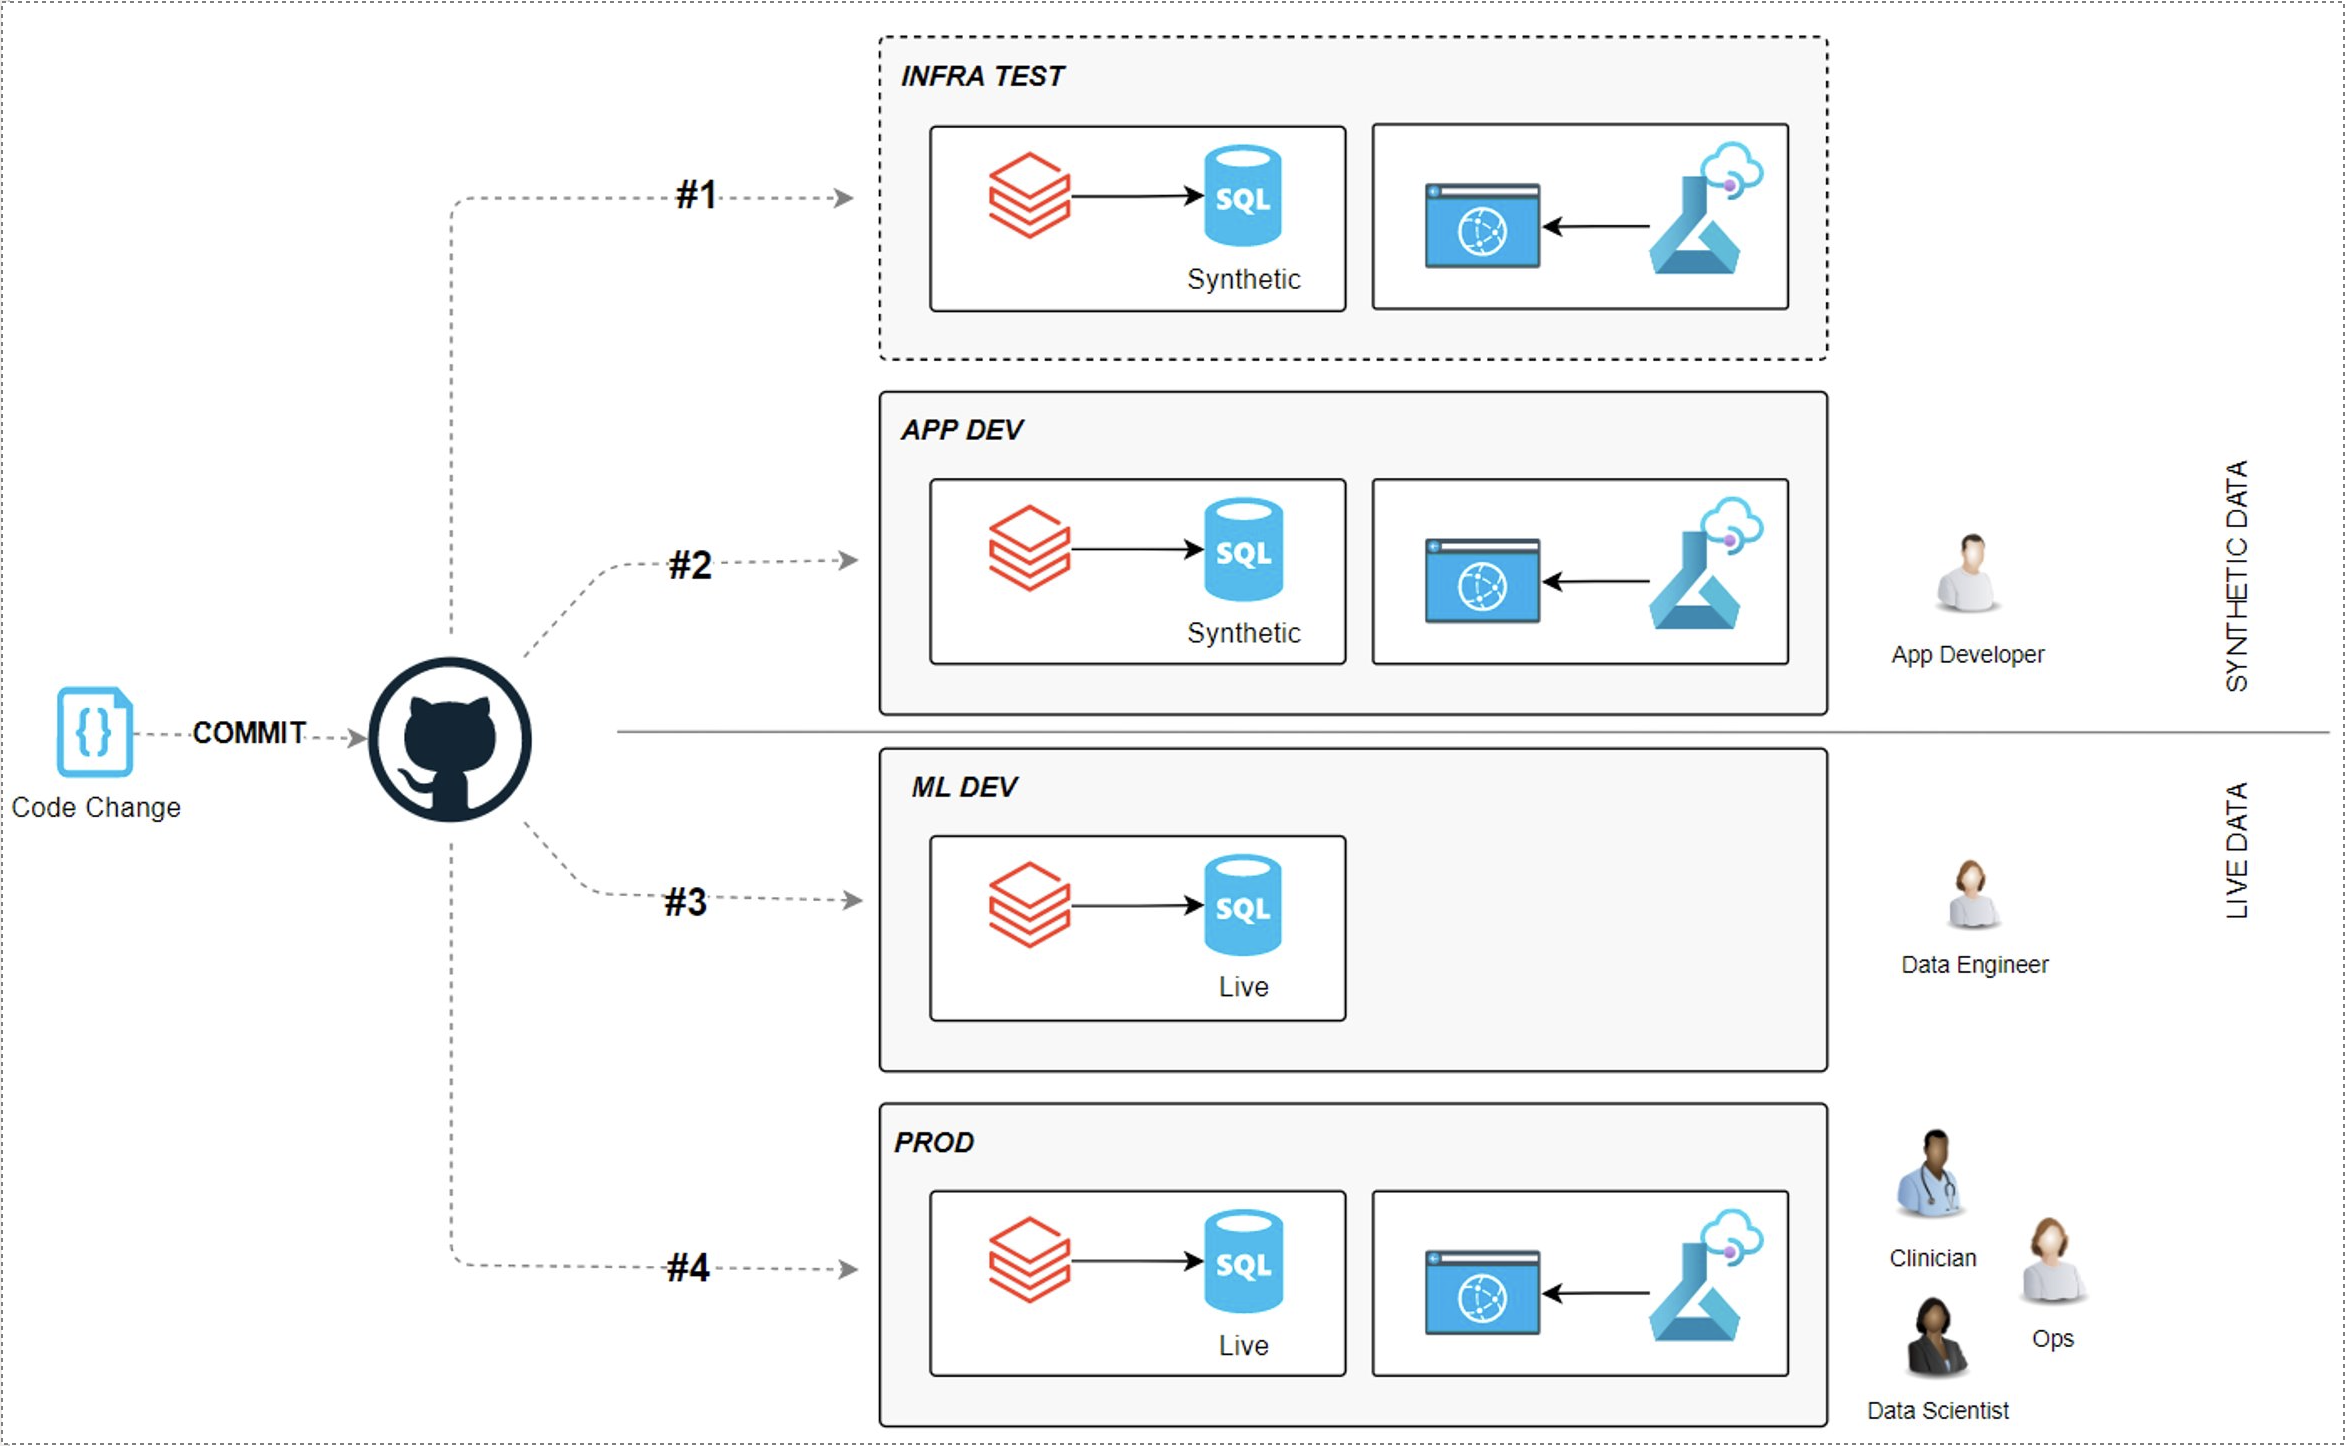 INFRA TEST
#1
SQL
Synthetic
APP DEV
#2
SQL
Synthetic
App Developer
SYNTHETIC DATA
COMMIT
Code Change
ML DEV
#3
SQL
Live
Data Engineer
LIVE DATA
PROD
#4
SQL
Live
Clinician
Ops
Data Scientist